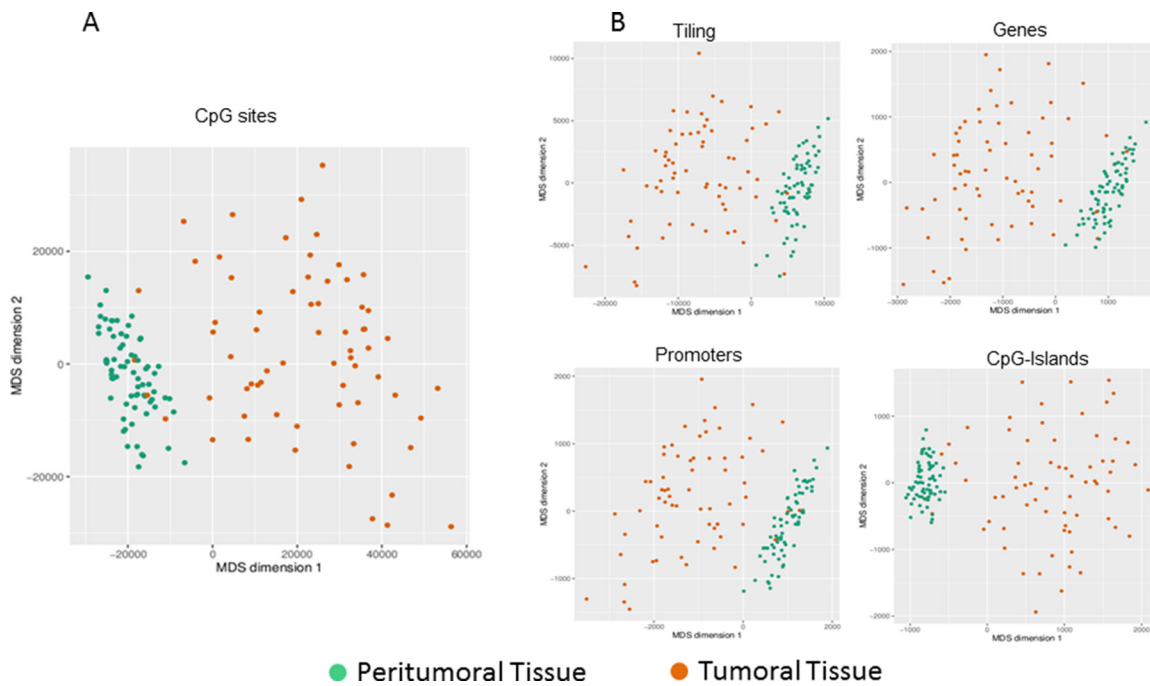 A
CpG sites
MDS dimension 2
20000
0
−20000
−20000
0
20000
40000
60000
MDS dimension 1
B
Tiling
MDS dimension 2
10000
5000
0
−5000
−20000
−10000
0
10000
MDS dimension 1
Genes
MDS dimension 2
2000
1000
0
−1000
−3000
−2000
−1000
0
1000
MDS dimension 1
Promoters
MDS dimension 2
2000
1000
0
−1000
−2000
0
2000
MDS dimension 1
CpG-Islands
MDS dimension 2
1000
0
−1000
−2000
−1000
0
1000
2000
MDS dimension 1
Peritumoral Tissue
Tumoral Tissue